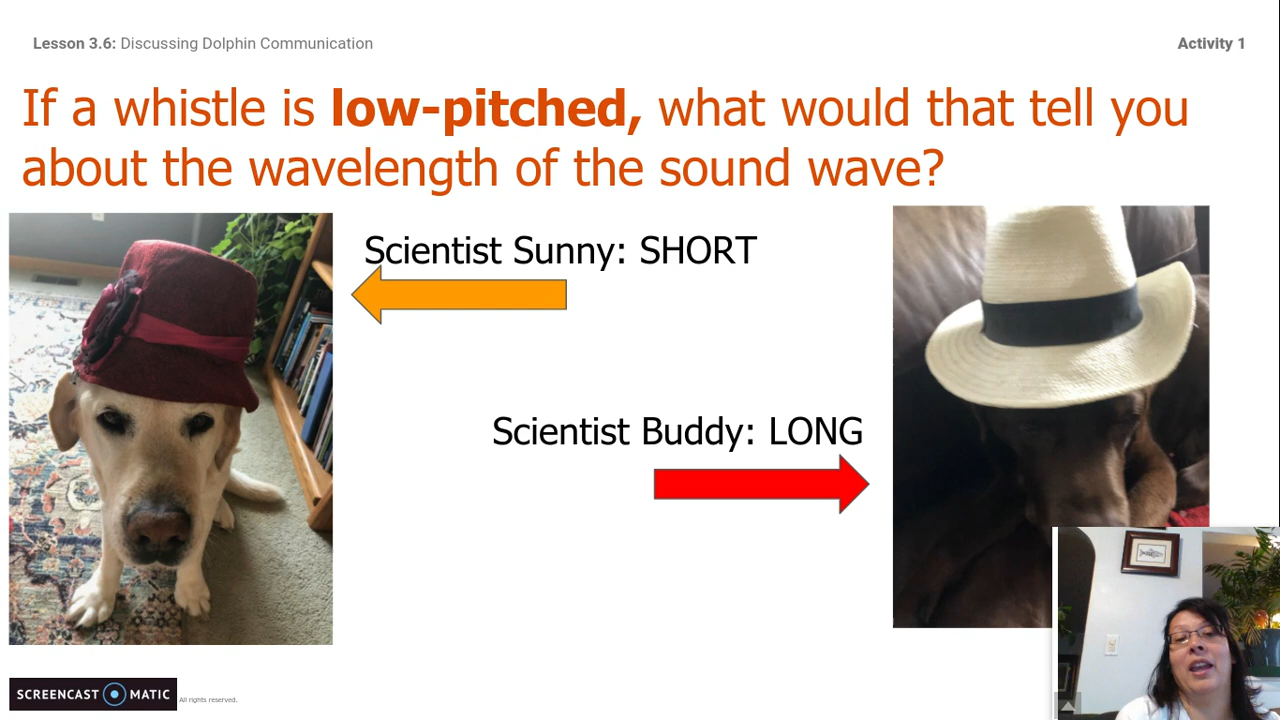 Lesson 3.6: Discussing Dolphin Communication
Activity 1
If a whistle is low-pitched, what would that tell you
about the wavelength of the sound wave?
Scientist Sunny: SHORT
Scientist Buddy: LONG
SCREENCAST MATIC
All rights reserved.